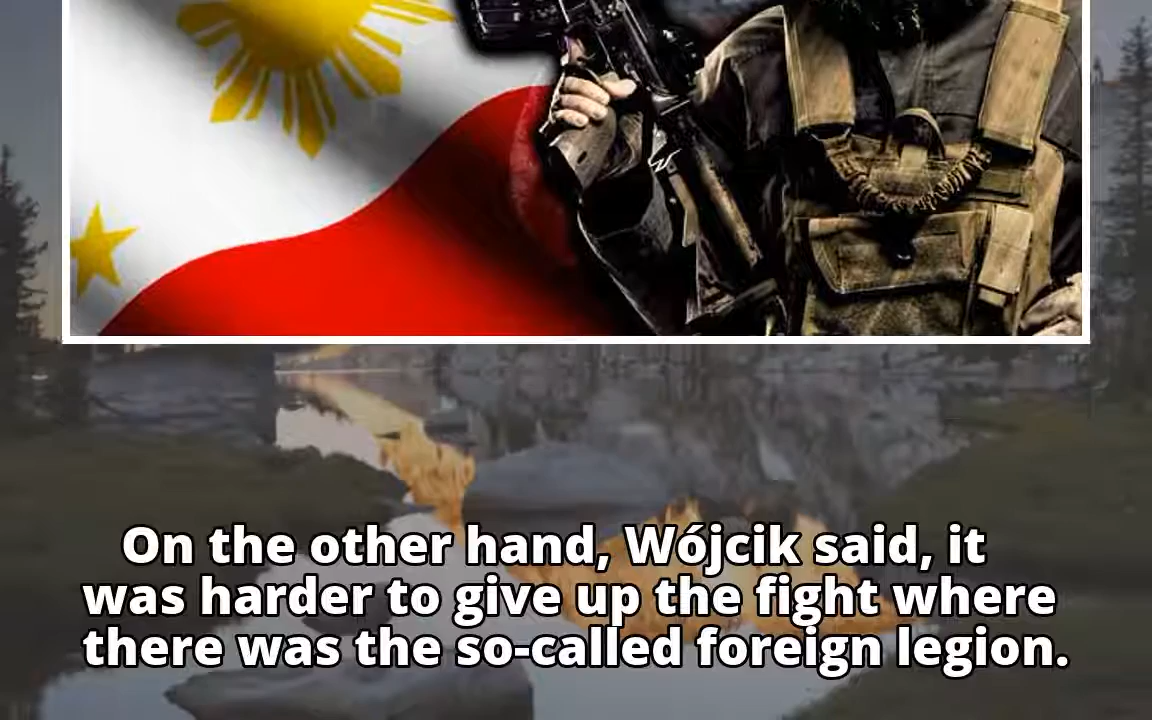 On the other hand, Wójcik said, it
was harder to give up the fight where
there was the so-called foreign legion.